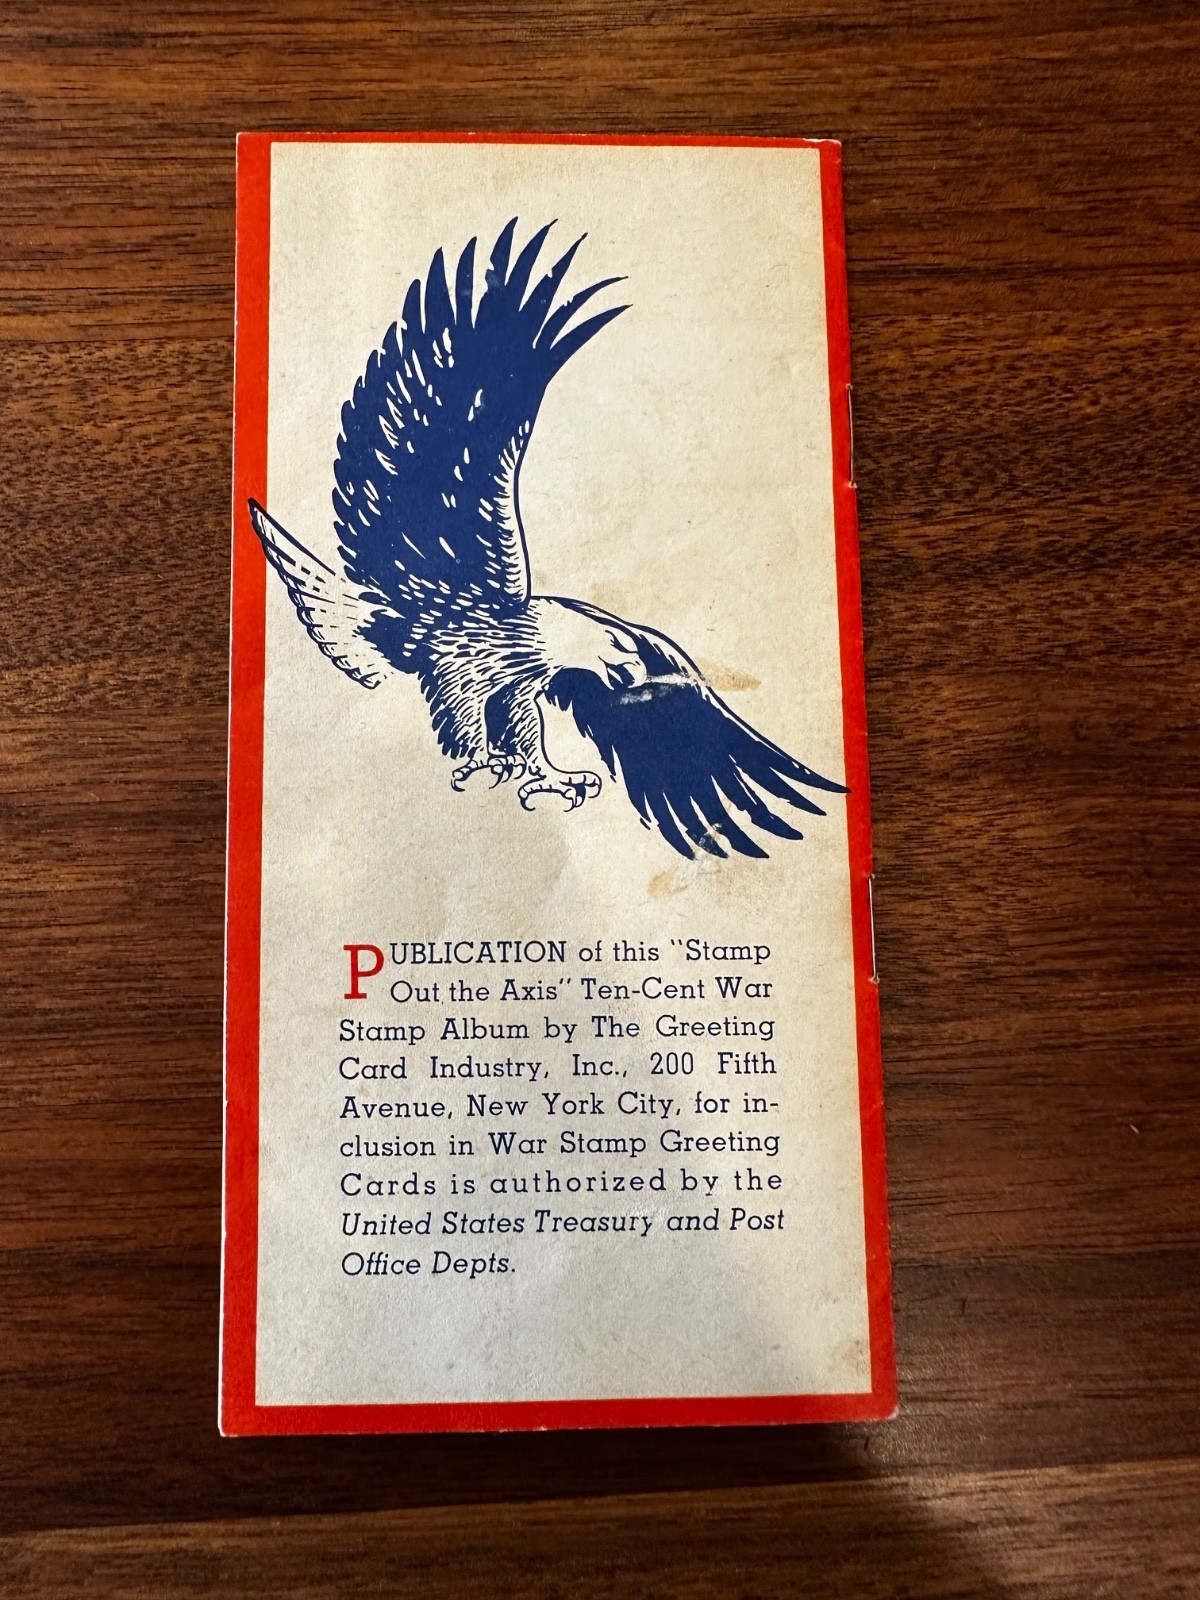 PUBLICATION of this "Stamp
Out the Axis" Ten-Cent War
Stamp Album by The Greeting
Card Industry, Inc., 200 Fifth
Avenue, New York City, for in-
clusion in War Stamp Greeting
Cards is authorized by the
United States Treasury and Post
Office Depts.